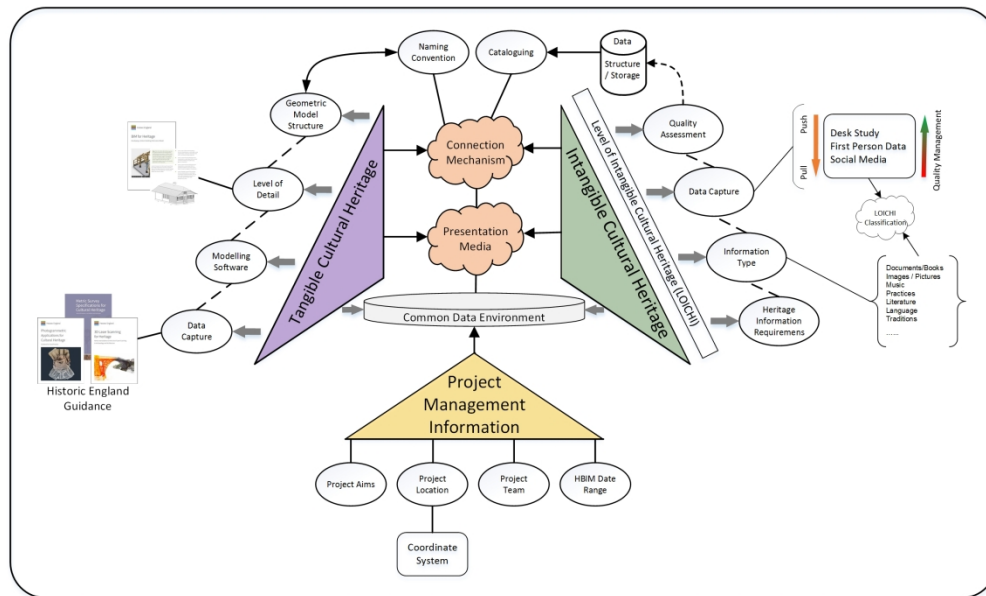 Naming
Convention
Cataloguing
Data
Structure
/ Storage
Geometric
Model
Structure
Quality
Assessment
Connection
Mechanism
Level of
Detail
Data Capture
Presentation
Media
Modelling
Software
Information
Type
Data
Capture
Common Data Environment
Heritage
Information
Requiremens
Tangible Cultural Heritage
Intangible Cultural Heritage
Level of Intangible Cultural Heritage (LOICHI)
Push
Pull
Desk Study
First Person Data
Social Media
Quality Management
LOICHI
Classification
Documents/Books
Images / Pictures
Music
Practices
Literature
Language
Traditions
......
Historic England
Guidance
Project
Management
Information
Project Aims
Project
Location
Project
Team
HBIM Date
Range
Coordinate
System